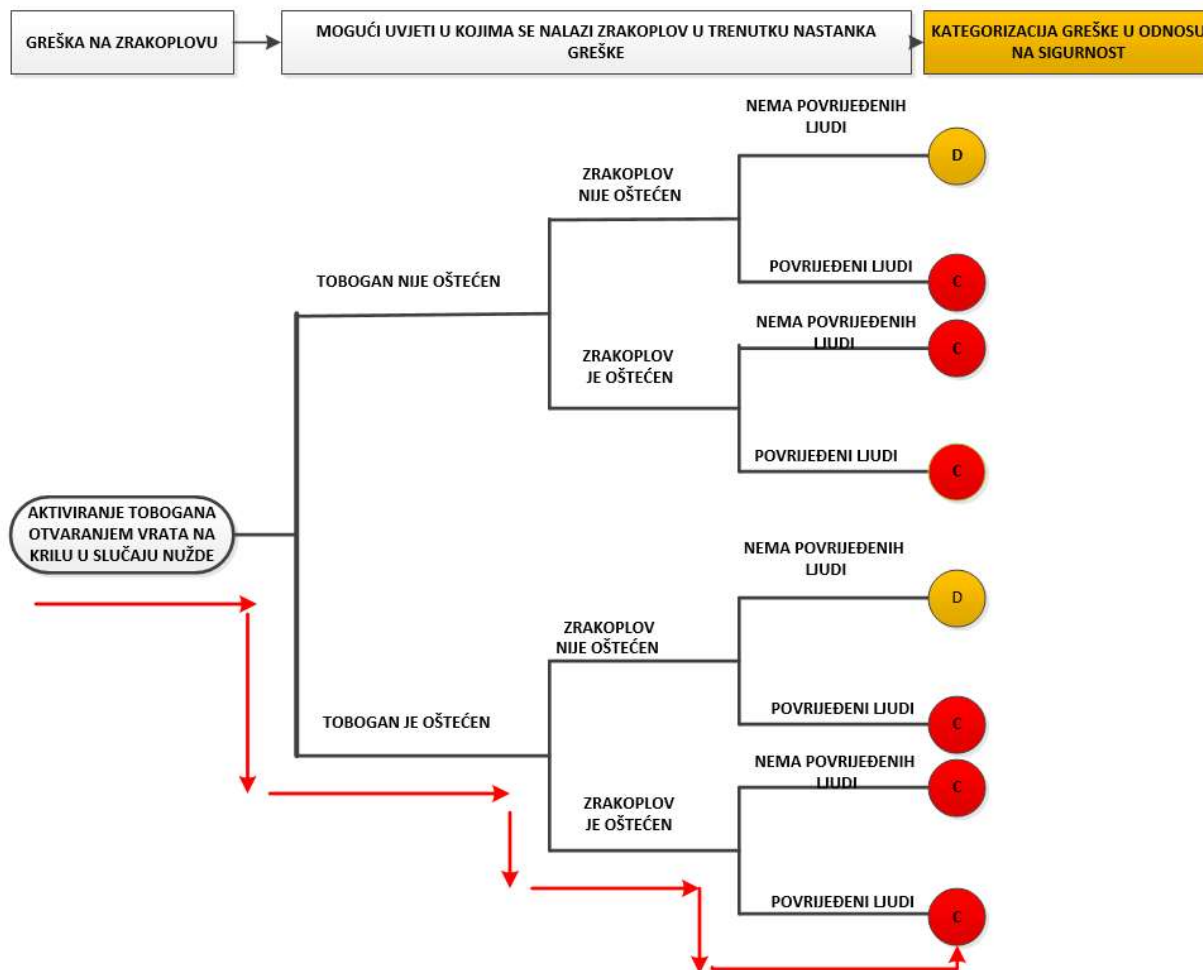 GREŠKA NA ZRAKOPLOVU
MOGUĆI UVJETI U KOJIMA SE NALAZI ZRAKOPLOV U TRENUTKU NASTANKA
GREŠKE
KATEGORIZACIJA GREŠKE U ODNOSU
NA SIGURNOST
NEMA POVRIJEĐENIH
LJUDI
D
ZRAKOPLOV
NIJE OŠTEĆEN
POVRIJEĐENI LJUDI
C
TOBOGAN NIJE OŠTEĆEN
NEMA POVRIJEĐENIH
LJUDI
C
ZRAKOPLOV
JE OŠTEĆEN
POVRIJEĐENI LJUDI
C
AKTIVIRANJE TOBOGANA
OTVARANJEM VRATA NA
KRILU U SLUČAJU NUŽDE
NEMA POVRIJEĐENIH
LJUDI
D
ZRAKOPLOV
NIJE OŠTEĆEN
POVRIJEĐENI LJUDI
C
TOBOGAN JE OŠTEĆEN
NEMA POVRIJEĐENIH
LJUDI
C
ZRAKOPLOV
JE OŠTEĆEN
POVRIJEĐENI LJUDI
C